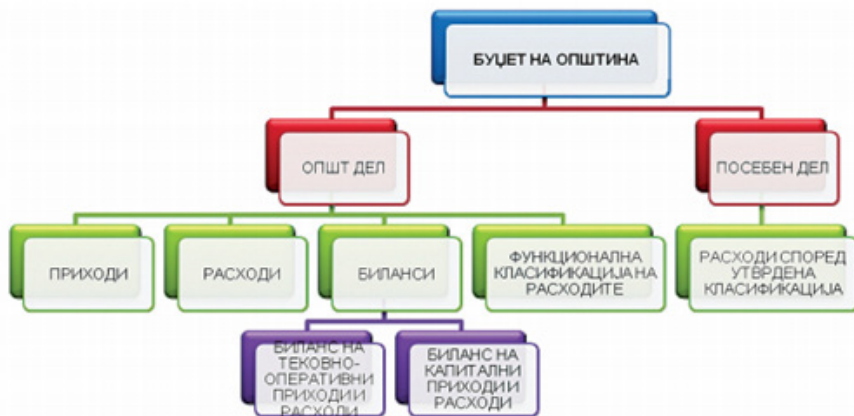 БУЏЕТ НА ОПШТИНА
ОПШТ ДЕЛ
ПОСЕБЕН ДЕЛ
ПРИХОДИ
РАСХОДИ
БИЛАНСИ
ФУНКЦИОНАЛНА
КЛАСИФИКАЦИЈА НА
РАСХОДИТЕ
РАСХОДИ СПОРЕД
УТВРДЕНА
КЛАСИФИКАЦИЈА
БИЛАНС НА
ТЕКОВНО-
ОПЕРАТИВНИ
ПРИХОДИ И
РАСХОДИ
БИЛАНС НА
КАПИТАЛНИ
ПРИХОДИ И
РАСХОДИ